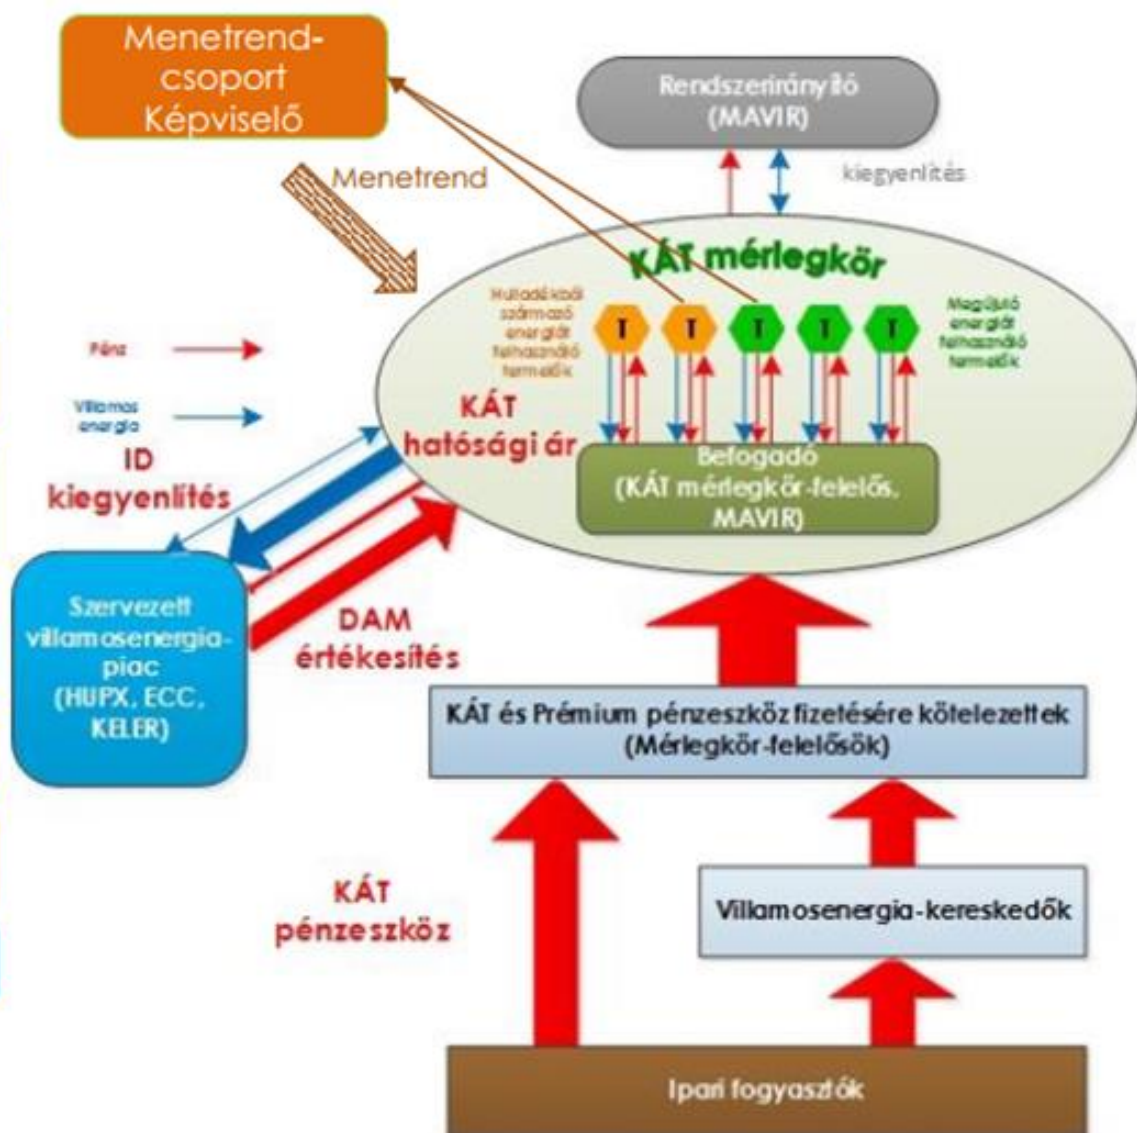 Menetrend-
csoport
Képviselő
Rendszerirányító
(MAVIR)
Menetrend
kiegyenlítés
KÁT mérlegkör
Hulladékból
származó
energiát
felhasználó
termelők
T
T
T
T
T
Megújuló
energiát
felhasználó
termelők
Pénz
Villamos
energia
KÁT
hatósági ár
ID
kiegyenlítés
Befogadó
(KÁT mérlegkör-felelős,
MAVIR)
Szervezett
villamosenergia-
piac
(HUPX, ECC,
KELER)
DAM
értékesítés
KÁT és Prémium pénzeszköz fizetésére kötelezettek
(Mérlegkör-felelősök)
KÁT
pénzeszköz
Villamosenergia-kereskedők
Ipari fogyasztók